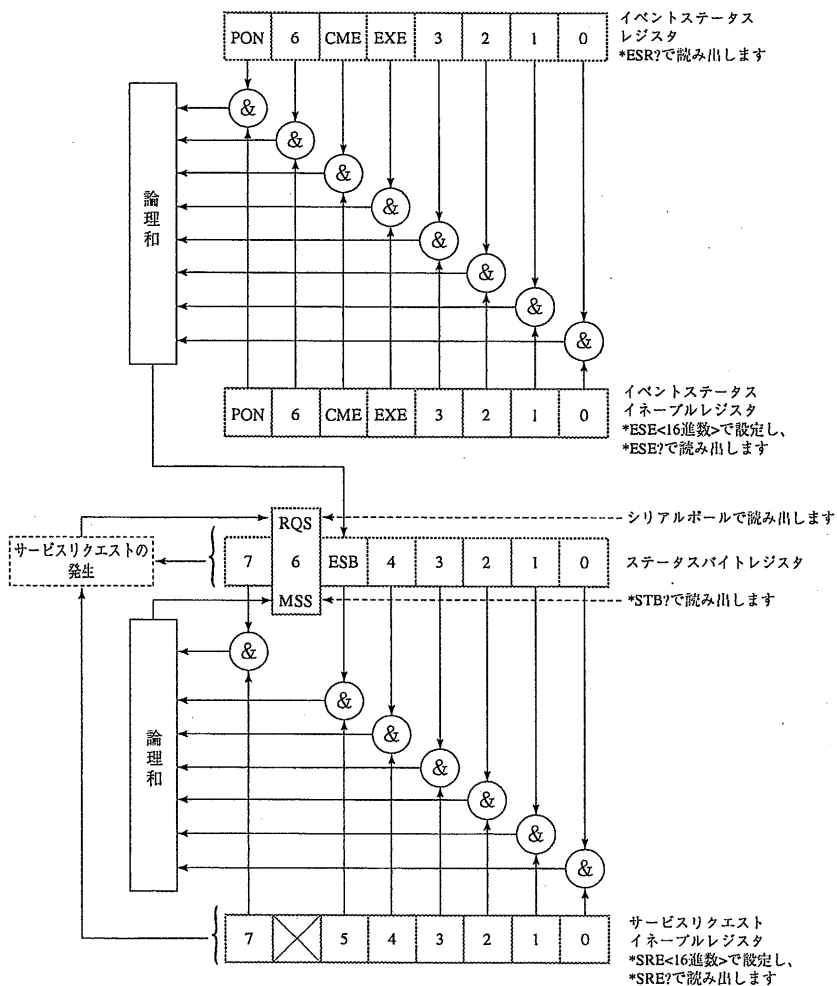 イベントステータス
レジスタ
*ESR?で読み出します
PON 6 CME EXE 3 2 1 0
&
&
&
&
&
&
&
&
論理和
PON 6 CME EXE 3 2 1 0
イベントステータス
イネーブルレジスタ
*ESE<16進数>で設定し、
*ESE?で読み出します
RQS
シリアルポールで読み出します
サービスリクエストの
発生
7 6 ESB 4 3 2 1 0
ステータスバイトレジスタ
MSS
*STB?で読み出します
&
&
&
&
&
&
&
論理和
7 5 4 3 2 1 0
サービスリクエスト
イネーブルレジスタ
*SRE<16進数>で設定し、
*SRE?で読み出します